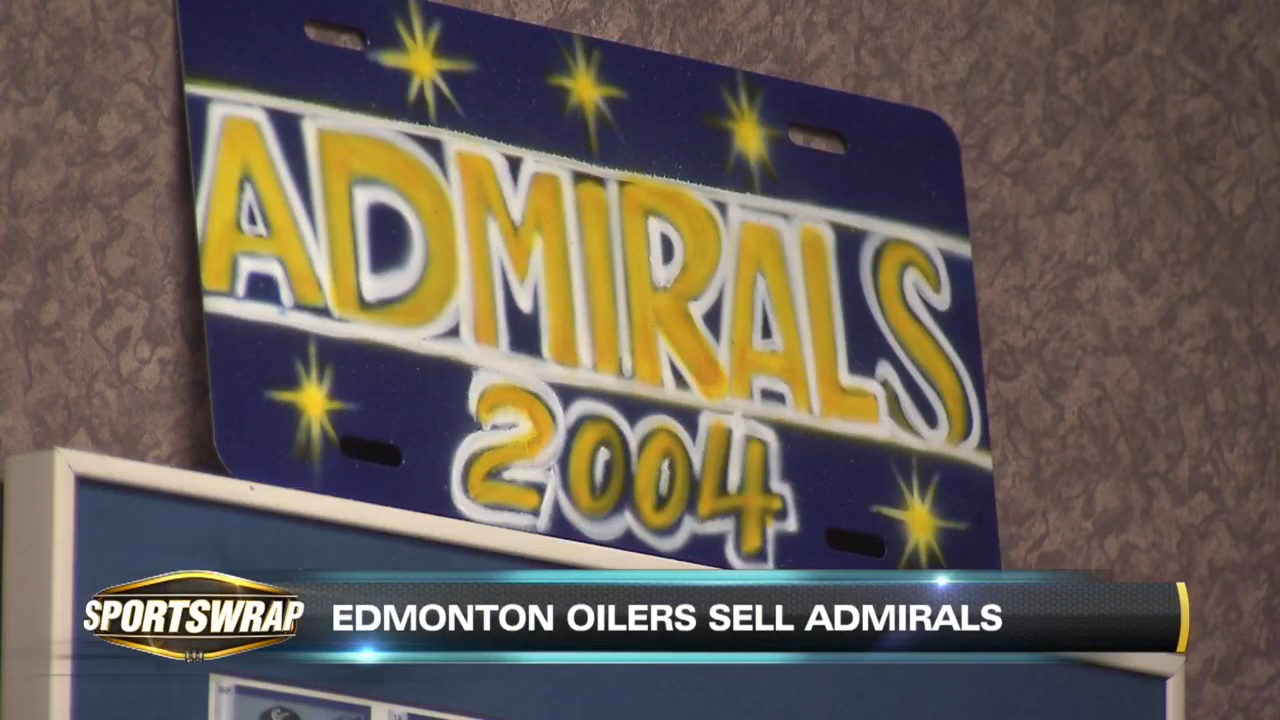 ADMIRALS
2004
SPORTSWRAP
EDMONTON OILERS SELL ADMIRALS